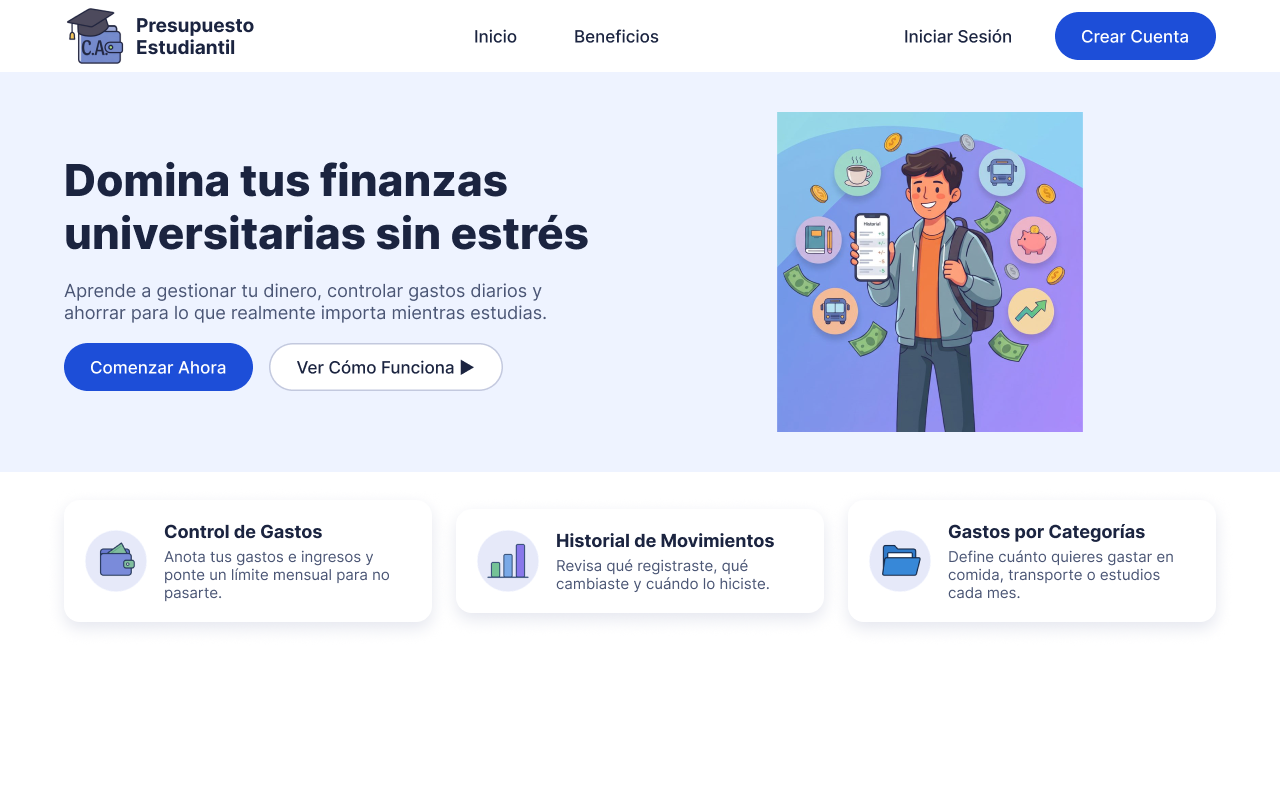 C.A.
Presupuesto
Estudiantil
Inicio
Beneficios
Iniciar Sesión
Crear Cuenta
Domina tus finanzas
universitarias sin estrés
Aprende a gestionar tu dinero, controlar gastos diarios y
ahorrar para lo que realmente importa mientras estudias.
Comenzar Ahora
Ver Cómo Funciona ▶
Historial
Control de Gastos
Anota tus gastos e ingresos y
ponte un límite mensual para no
pasarte.
Historial de Movimientos
Revisa qué registraste, qué
cambiaste y cuándo lo hiciste.
Gastos por Categorías
Define cuánto quieres gastar en
comida, transporte o estudios
cada mes.